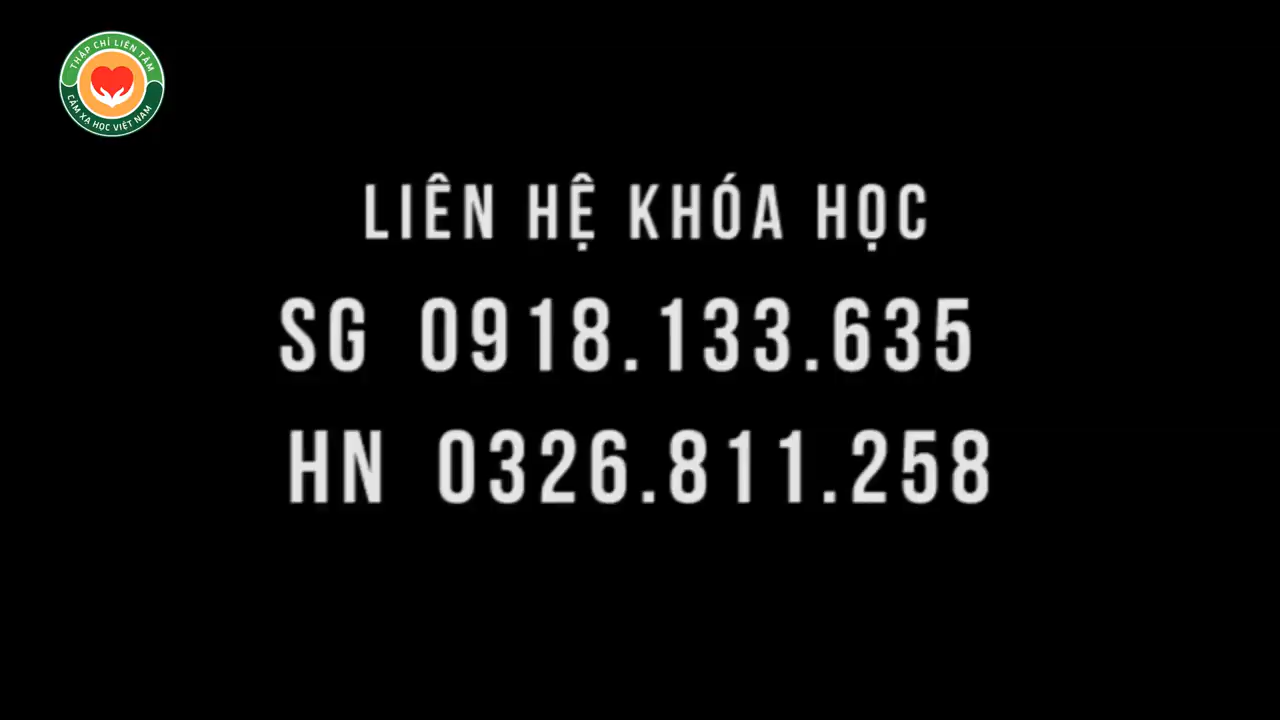 THẬP CHỈ LIÊN TÂM
CẢM XẠ HỌC VIỆT NAM
LIÊN HỆ KHÓA HỌC
SG 0918.133.635
HN 0326.811.258